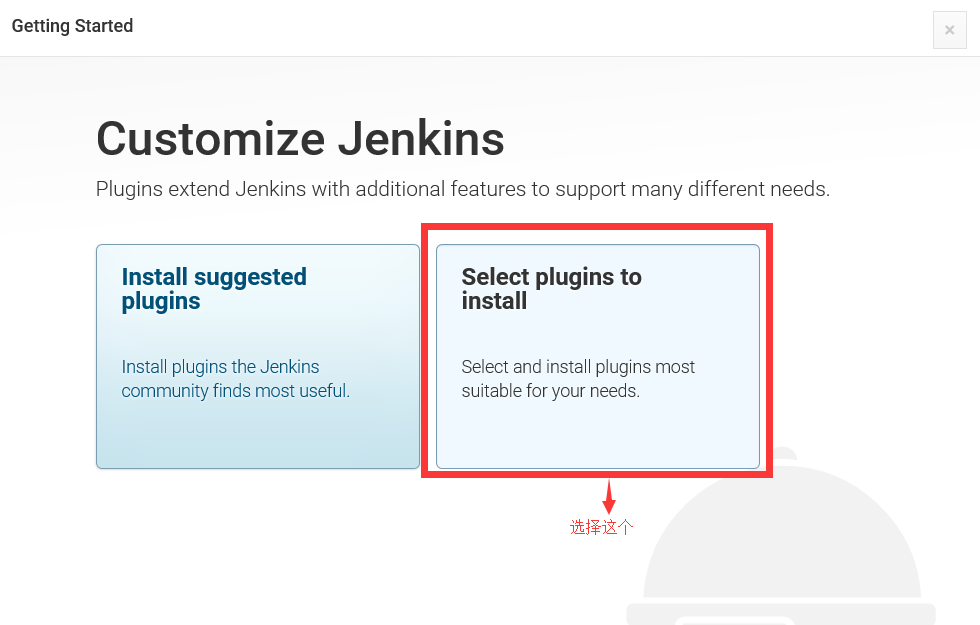 Getting Started
×
Customize Jenkins
Plugins extend Jenkins with additional features to support many different needs.
Install suggested
plugins
Install plugins the Jenkins
community finds most useful.
Select plugins to
install
Select and install plugins most
suitable for your needs.
选择这个